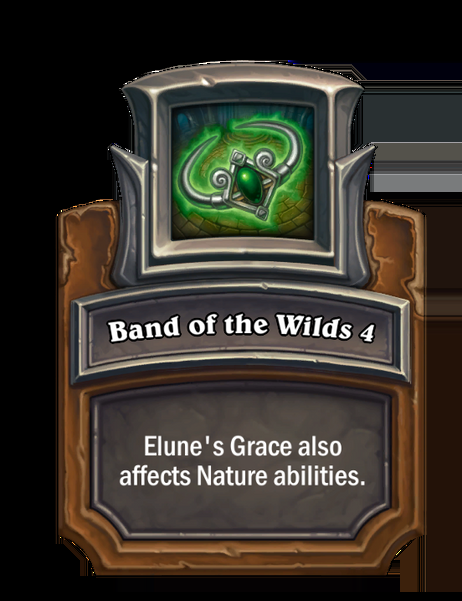 Band of the Wilds 4
Elune's Grace also
affects Nature abilities.